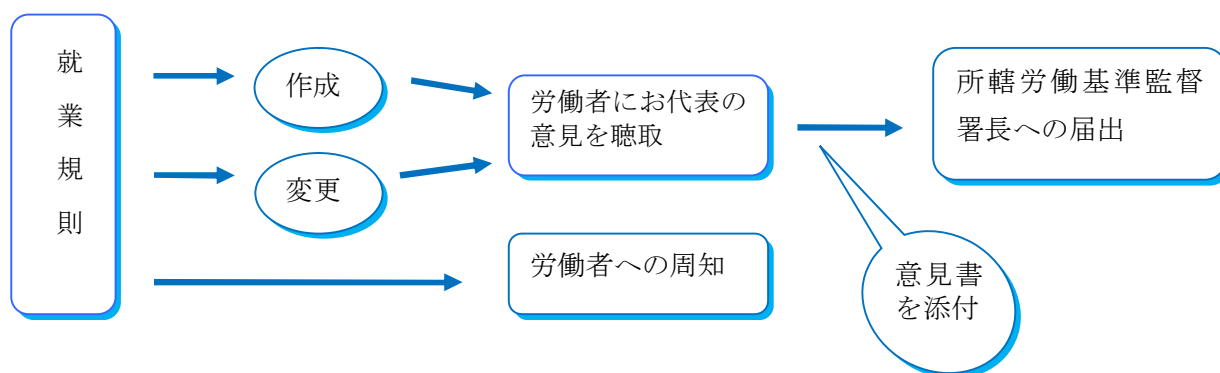 就業規則
作成
変更
労働者にお代表の
意見を聴取
労働者への周知
所轄労働基準監督
署長への届出
意見書
を添付